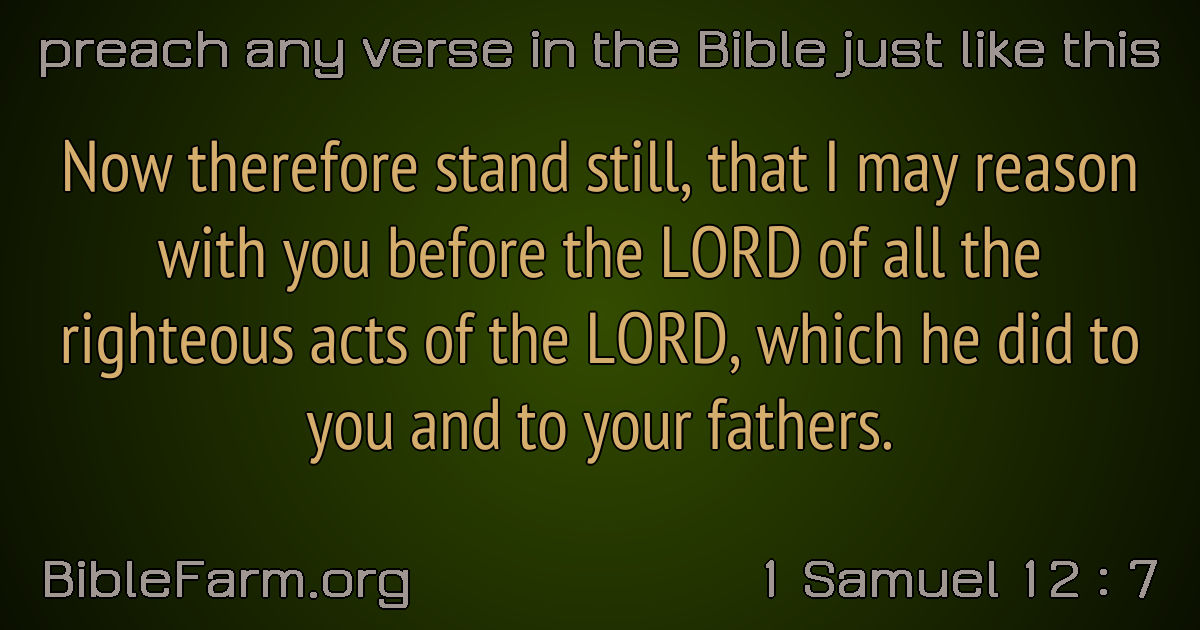 preach any verse in the Bible just like this
Now therefore stand still, that I may reason
with you before the LORD of all the
righteous acts of the LORD, which he did to
you and to your fathers.
BibleFarm.org
1 Samuel 12 : 7